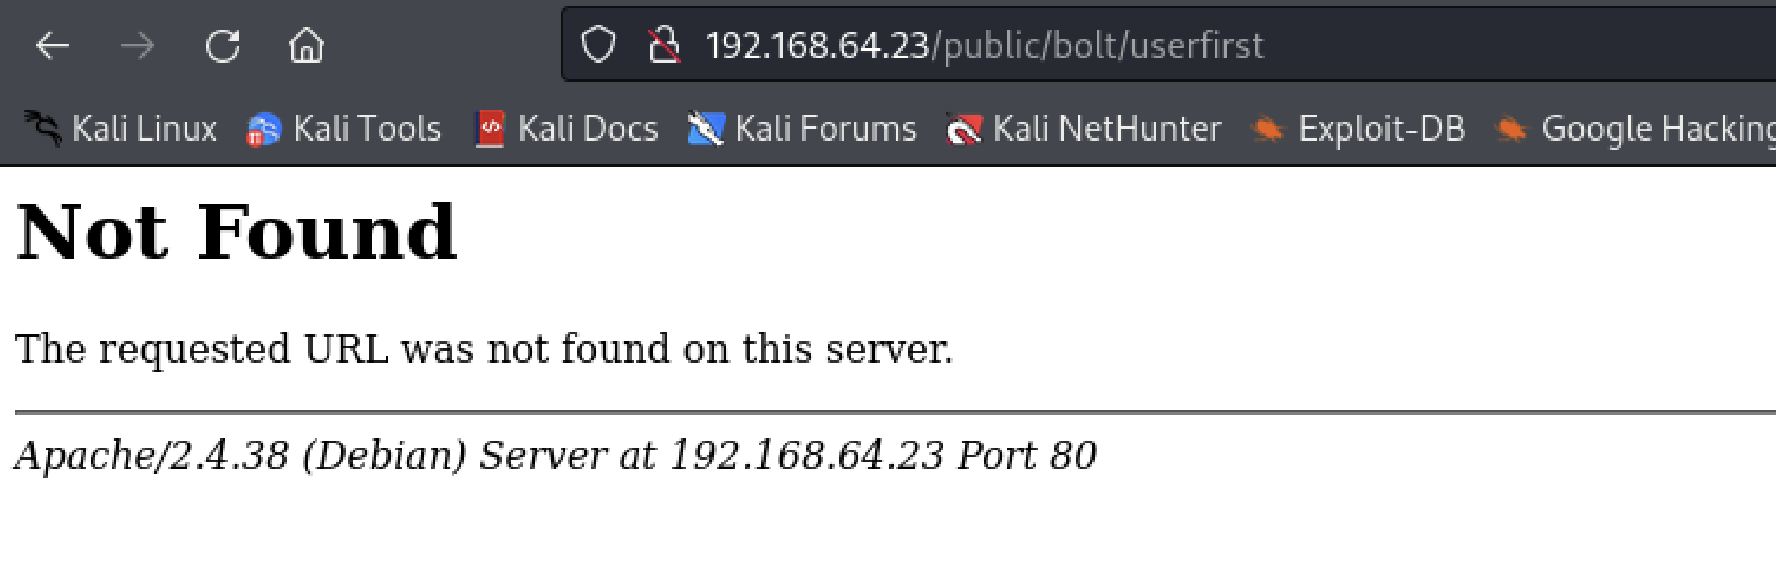 192.168.64.23/public/bolt/userfirst
Kali Linux Kali Tools Kali Docs Kali Forums Kali NetHunter Exploit-DB Google Hacking
Not Found
The requested URL was not found on this server.
Apache/2.4.38 (Debian) Server at 192.168.64.23 Port 80